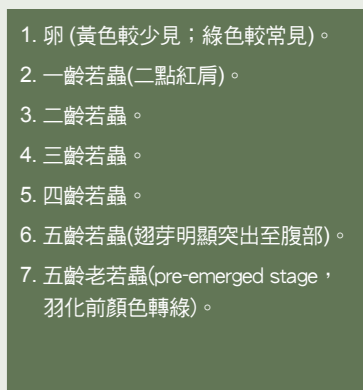 1. 卵 (黃色較少見；綠色較常見)。
2. 一齡若蟲(二點紅肩)。
3. 二齡若蟲。
4. 三齡若蟲。
5. 四齡若蟲。
6. 五齡若蟲(翅芽明顯突出至腹部)。
7. 五齡老若蟲(pre-emerged stage，
羽化前顏色轉綠)。